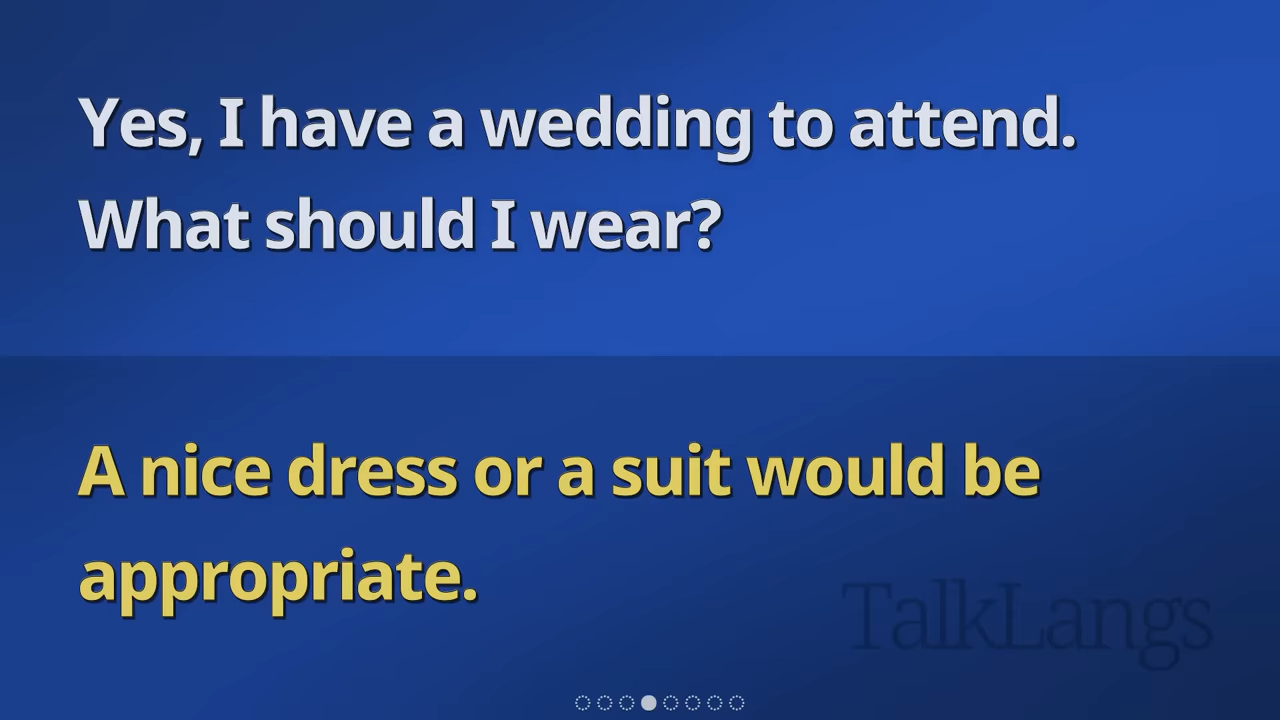 Yes, I have a wedding to attend.
What should I wear?
A nice dress or a suit would be
appropriate.
TalkLangs